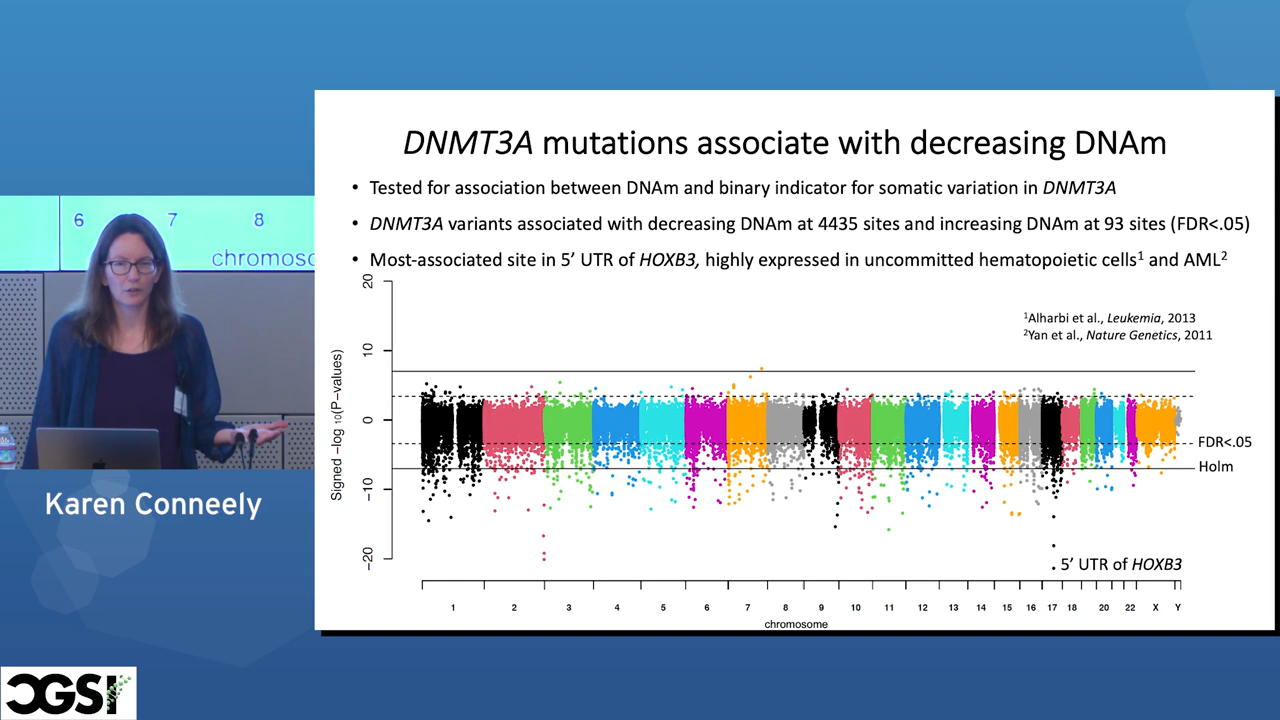 DNMT3A mutations associate with decreasing DNAm
• Tested for association between DNAm and binary indicator for somatic variation in DNMT3A
• DNMT3A variants associated with decreasing DNAm at 4435 sites and increasing DNAm at 93 sites (FDR<.05)
• Most-associated site in 5’ UTR of HOXB3, highly expressed in uncommitted hematopoietic cells¹ and AML²
¹Alharbi et al., Leukemia, 2013
²Yan et al., Nature Genetics, 2011
Signed −log 10(P−values)
20
10
0
−10
−20
FDR<.05
Holm
5’ UTR of HOXB3
1 2 3 4 5 6 7 8 9 10 11 12 13 14 15 16 17 18 20 22 X Y
chromosome
6 7 8
chromoso
Karen Conneely
CGSI